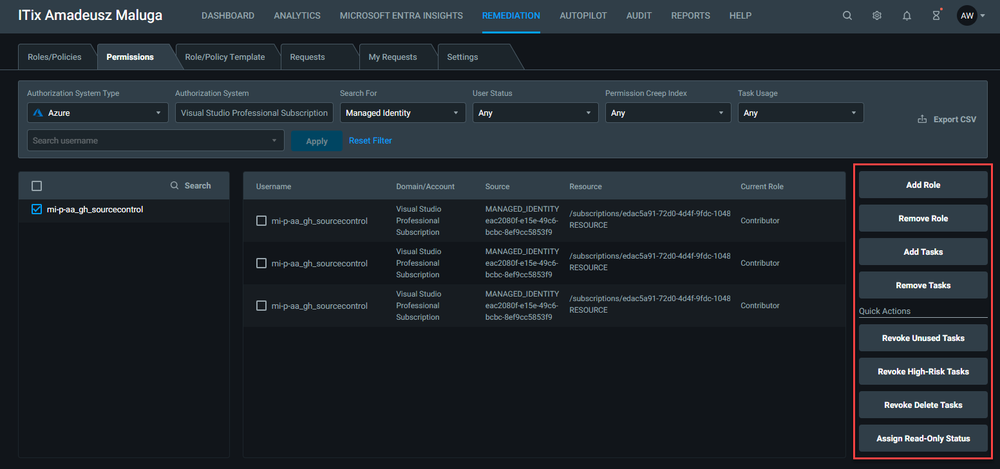 ITix Amadeusz Maluga
DASHBOARD
ANALYTICS
MICROSOFT ENTRA INSIGHTS
REMEDIATION
AUTOPILOT
AUDIT
REPORTS
HELP
AW
Roles/Policies
Permissions
Role/Policy Template
Requests
My Requests
Settings
Authorization System Type
Authorization System
Search For
User Status
Permission Creep Index
Task Usage
Azure
Visual Studio Professional Subscription
Managed Identity
Any
Any
Any
Export CSV
Search username
Apply
Reset Filter
Search
mi-p-aa_gh_sourcecontrol
Username
Domain/Account
Source
Resource
Current Role
mi-p-aa_gh_sourcecontrol
Visual Studio
Professional
Subscription
MANAGED_IDENTITY
eac2080f-e15e-49c6-
bcbc-8ef9cc5853f9
/subscriptions/edac5a91-72d0-4d4f-9fdc-1048
RESOURCE
Contributor
mi-p-aa_gh_sourcecontrol
Visual Studio
Professional
Subscription
MANAGED_IDENTITY
eac2080f-e15e-49c6-
bcbc-8ef9cc5853f9
/subscriptions/edac5a91-72d0-4d4f-9fdc-1048
RESOURCE
Contributor
mi-p-aa_gh_sourcecontrol
Visual Studio
Professional
Subscription
MANAGED_IDENTITY
eac2080f-e15e-49c6-
bcbc-8ef9cc5853f9
/subscriptions/edac5a91-72d0-4d4f-9fdc-1048
RESOURCE
Contributor
Add Role
Remove Role
Add Tasks
Remove Tasks
Quick Actions
Revoke Unused Tasks
Revoke High-Risk Tasks
Revoke Delete Tasks
Assign Read-Only Status